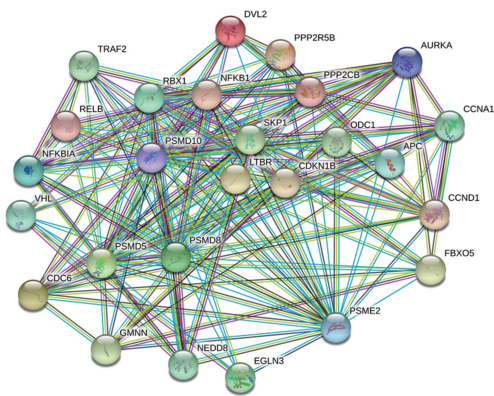 DVL2
PPP2R5B
TRAF2
AURKA
RBX1
NFKB1
PPP2CB
RELB
CCNA1
SKP1
ODC1
PSMD10
APC
NFKBIA
LTBR
CDKN1B
VHL
CCND1
PSMD5
PSMD8
FBXO5
CDC6
PSME2
GMNN
NEDD8
EGLN3